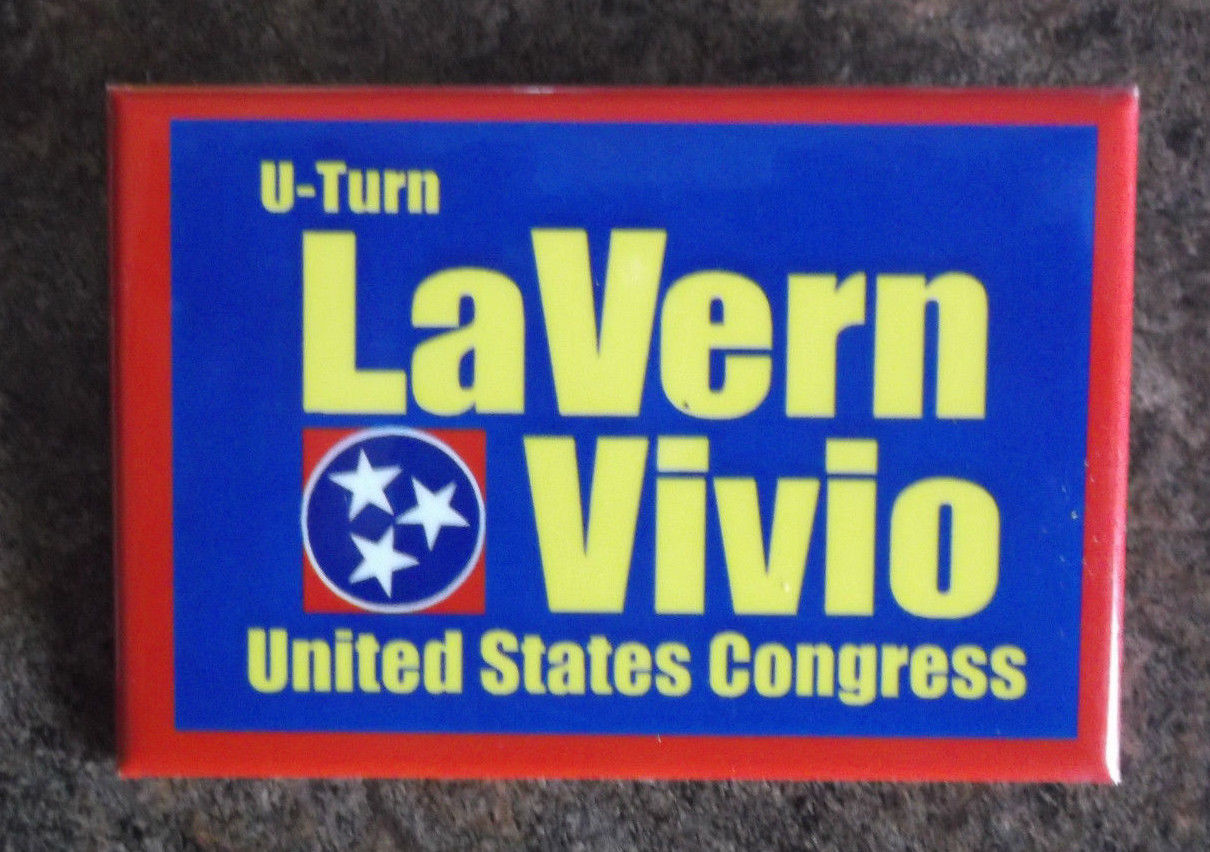 U-Turn
LaVern
Vivio
United States Congress